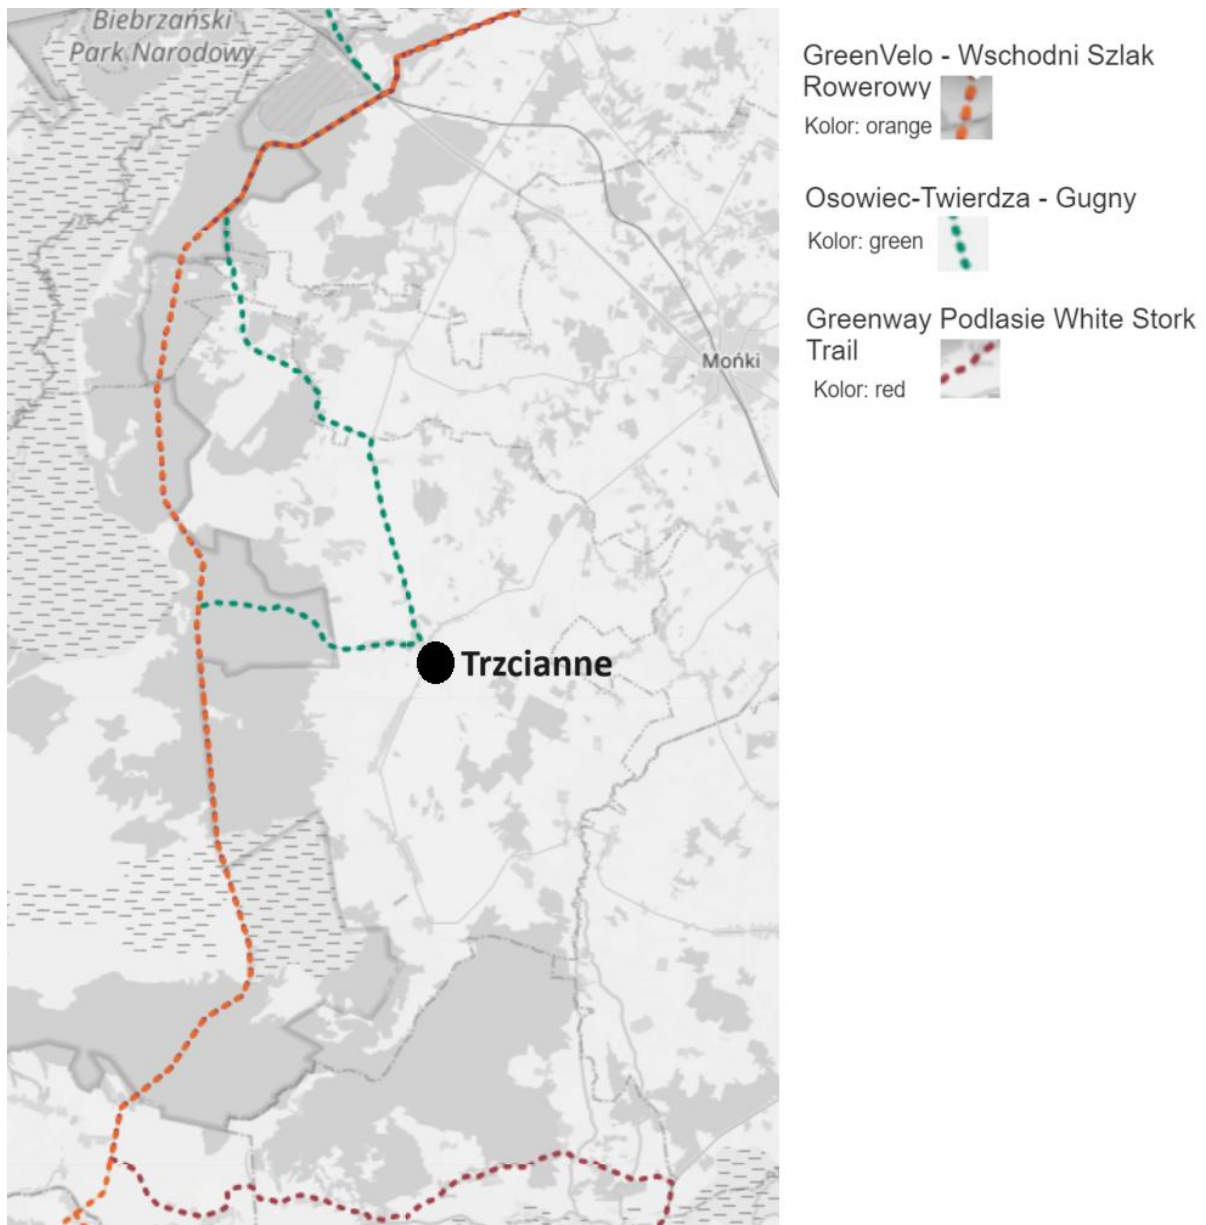 Biebrzański
Park Narodowy
Mońki
Trzcianne
GreenVelo - Wschodni Szlak
Rowerowy
Kolor: orange
Osowiec-Twierdza - Gugny
Kolor: green
Greenway Podlasie White Stork
Trail
Kolor: red